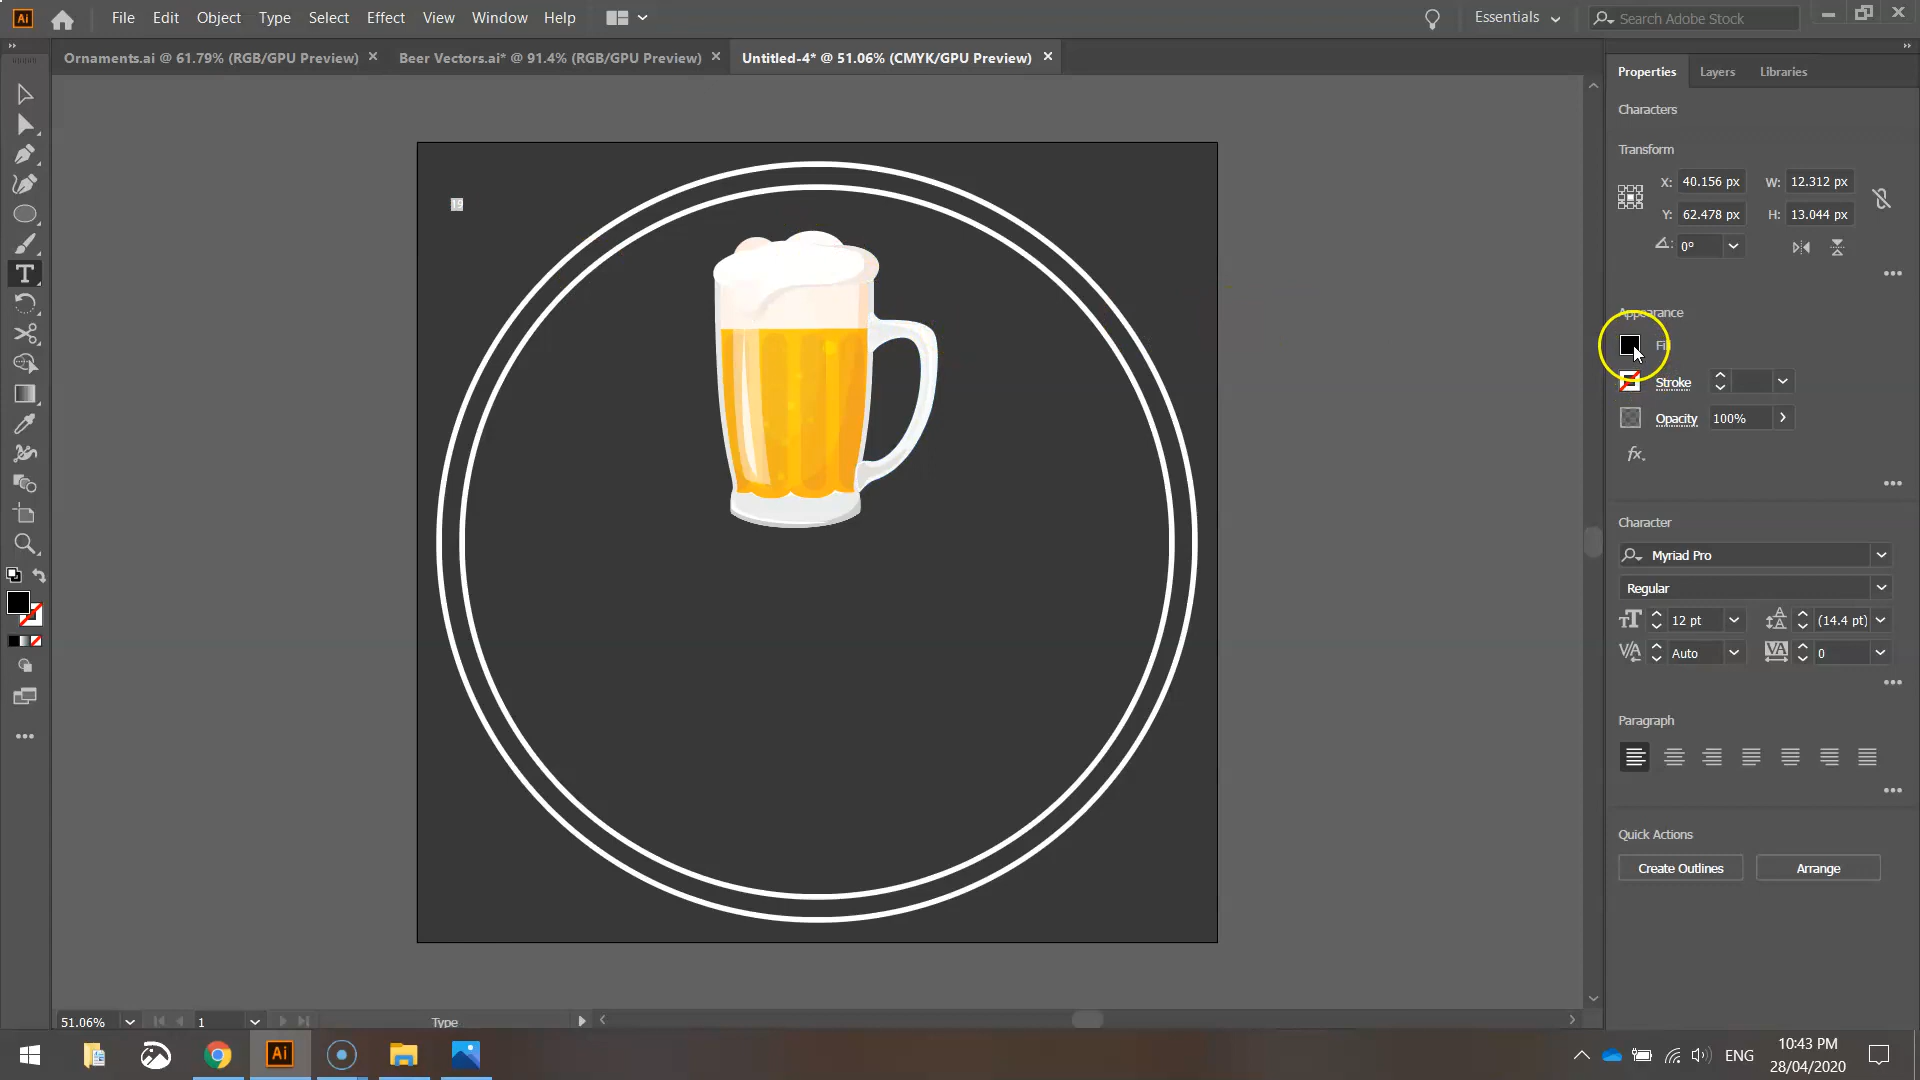 Ai File Edit Object Type Select Effect View Window Help Essentials Search Adobe Stock
Ornaments.ai @ 61.79% (RGB/GPU Preview) Beer Vectors.ai* @ 91.4% (RGB/GPU Preview) Untitled-4* @ 51.06% (CMYK/GPU Preview)
Properties Layers Libraries
Characters
Transform
X: 40.156 px W: 12.312 px
Y: 62.478 px H: 13.044 px
0°
19
Appearance
Fill
Stroke
Opacity 100%
fx.
Character
Myriad Pro
Regular
12 pt (14.4 pt)
Auto 0
Paragraph
Quick Actions
Create Outlines Arrange
51.06% 1 Type
Ai ENG 10:43 PM
28/04/2020